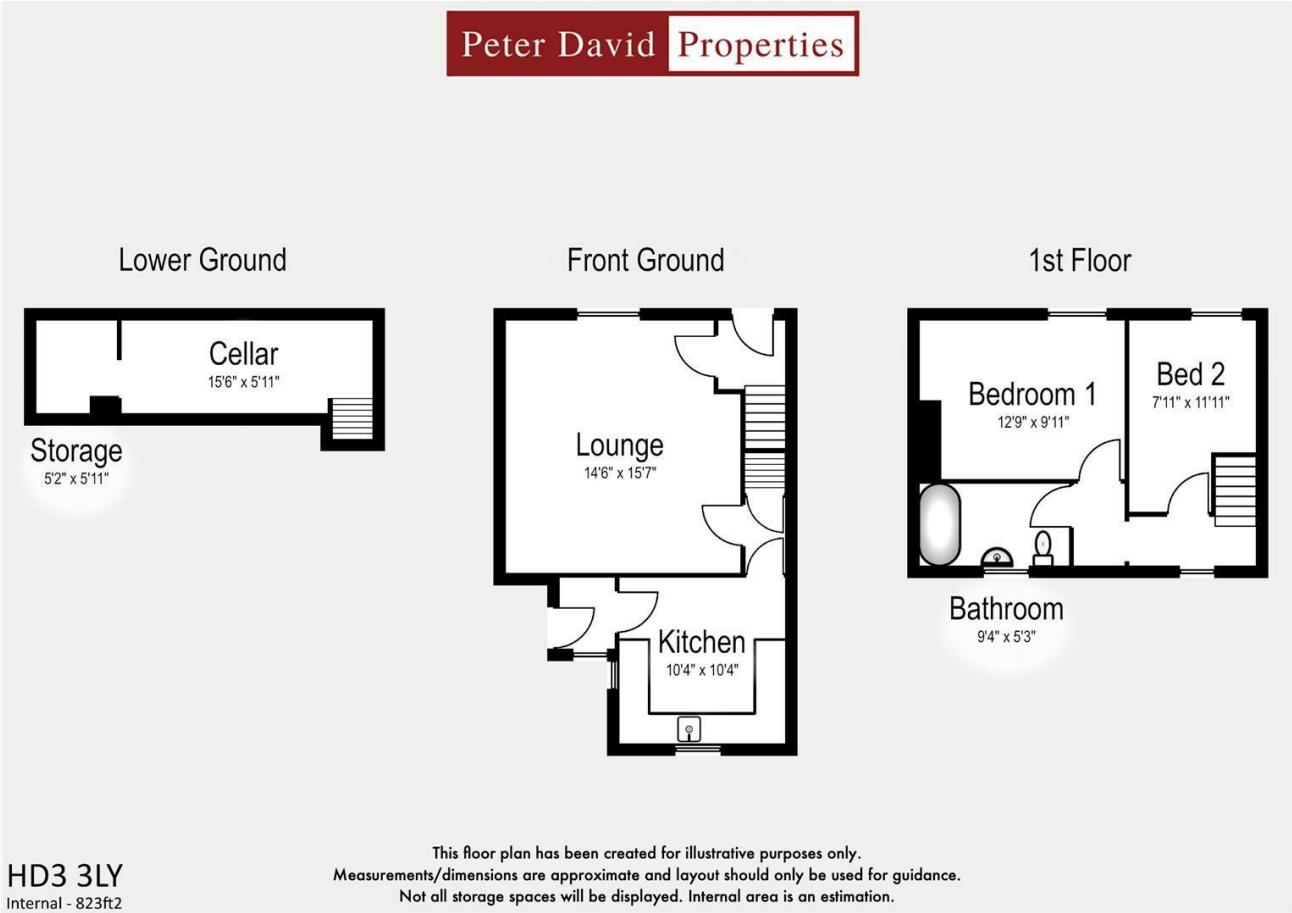 Peter David Properties
Lower Ground
Front Ground
1st Floor
Cellar
15'6" x 5'11"
Storage
5'2" x 5'11"
Lounge
14'6" x 15'7"
Kitchen
10'4" x 10'4"
Bedroom 1
12'9" x 9'11"
Bed 2
7'11" x 11'11"
Bathroom
9'4" x 5'3"
HD3 3LY
Internal - 823ft2
This floor plan has been created for illustrative purposes only.
Measurements/dimensions are approximate and layout should only be used for guidance.
Not all storage spaces will be displayed. Internal area is an estimation.